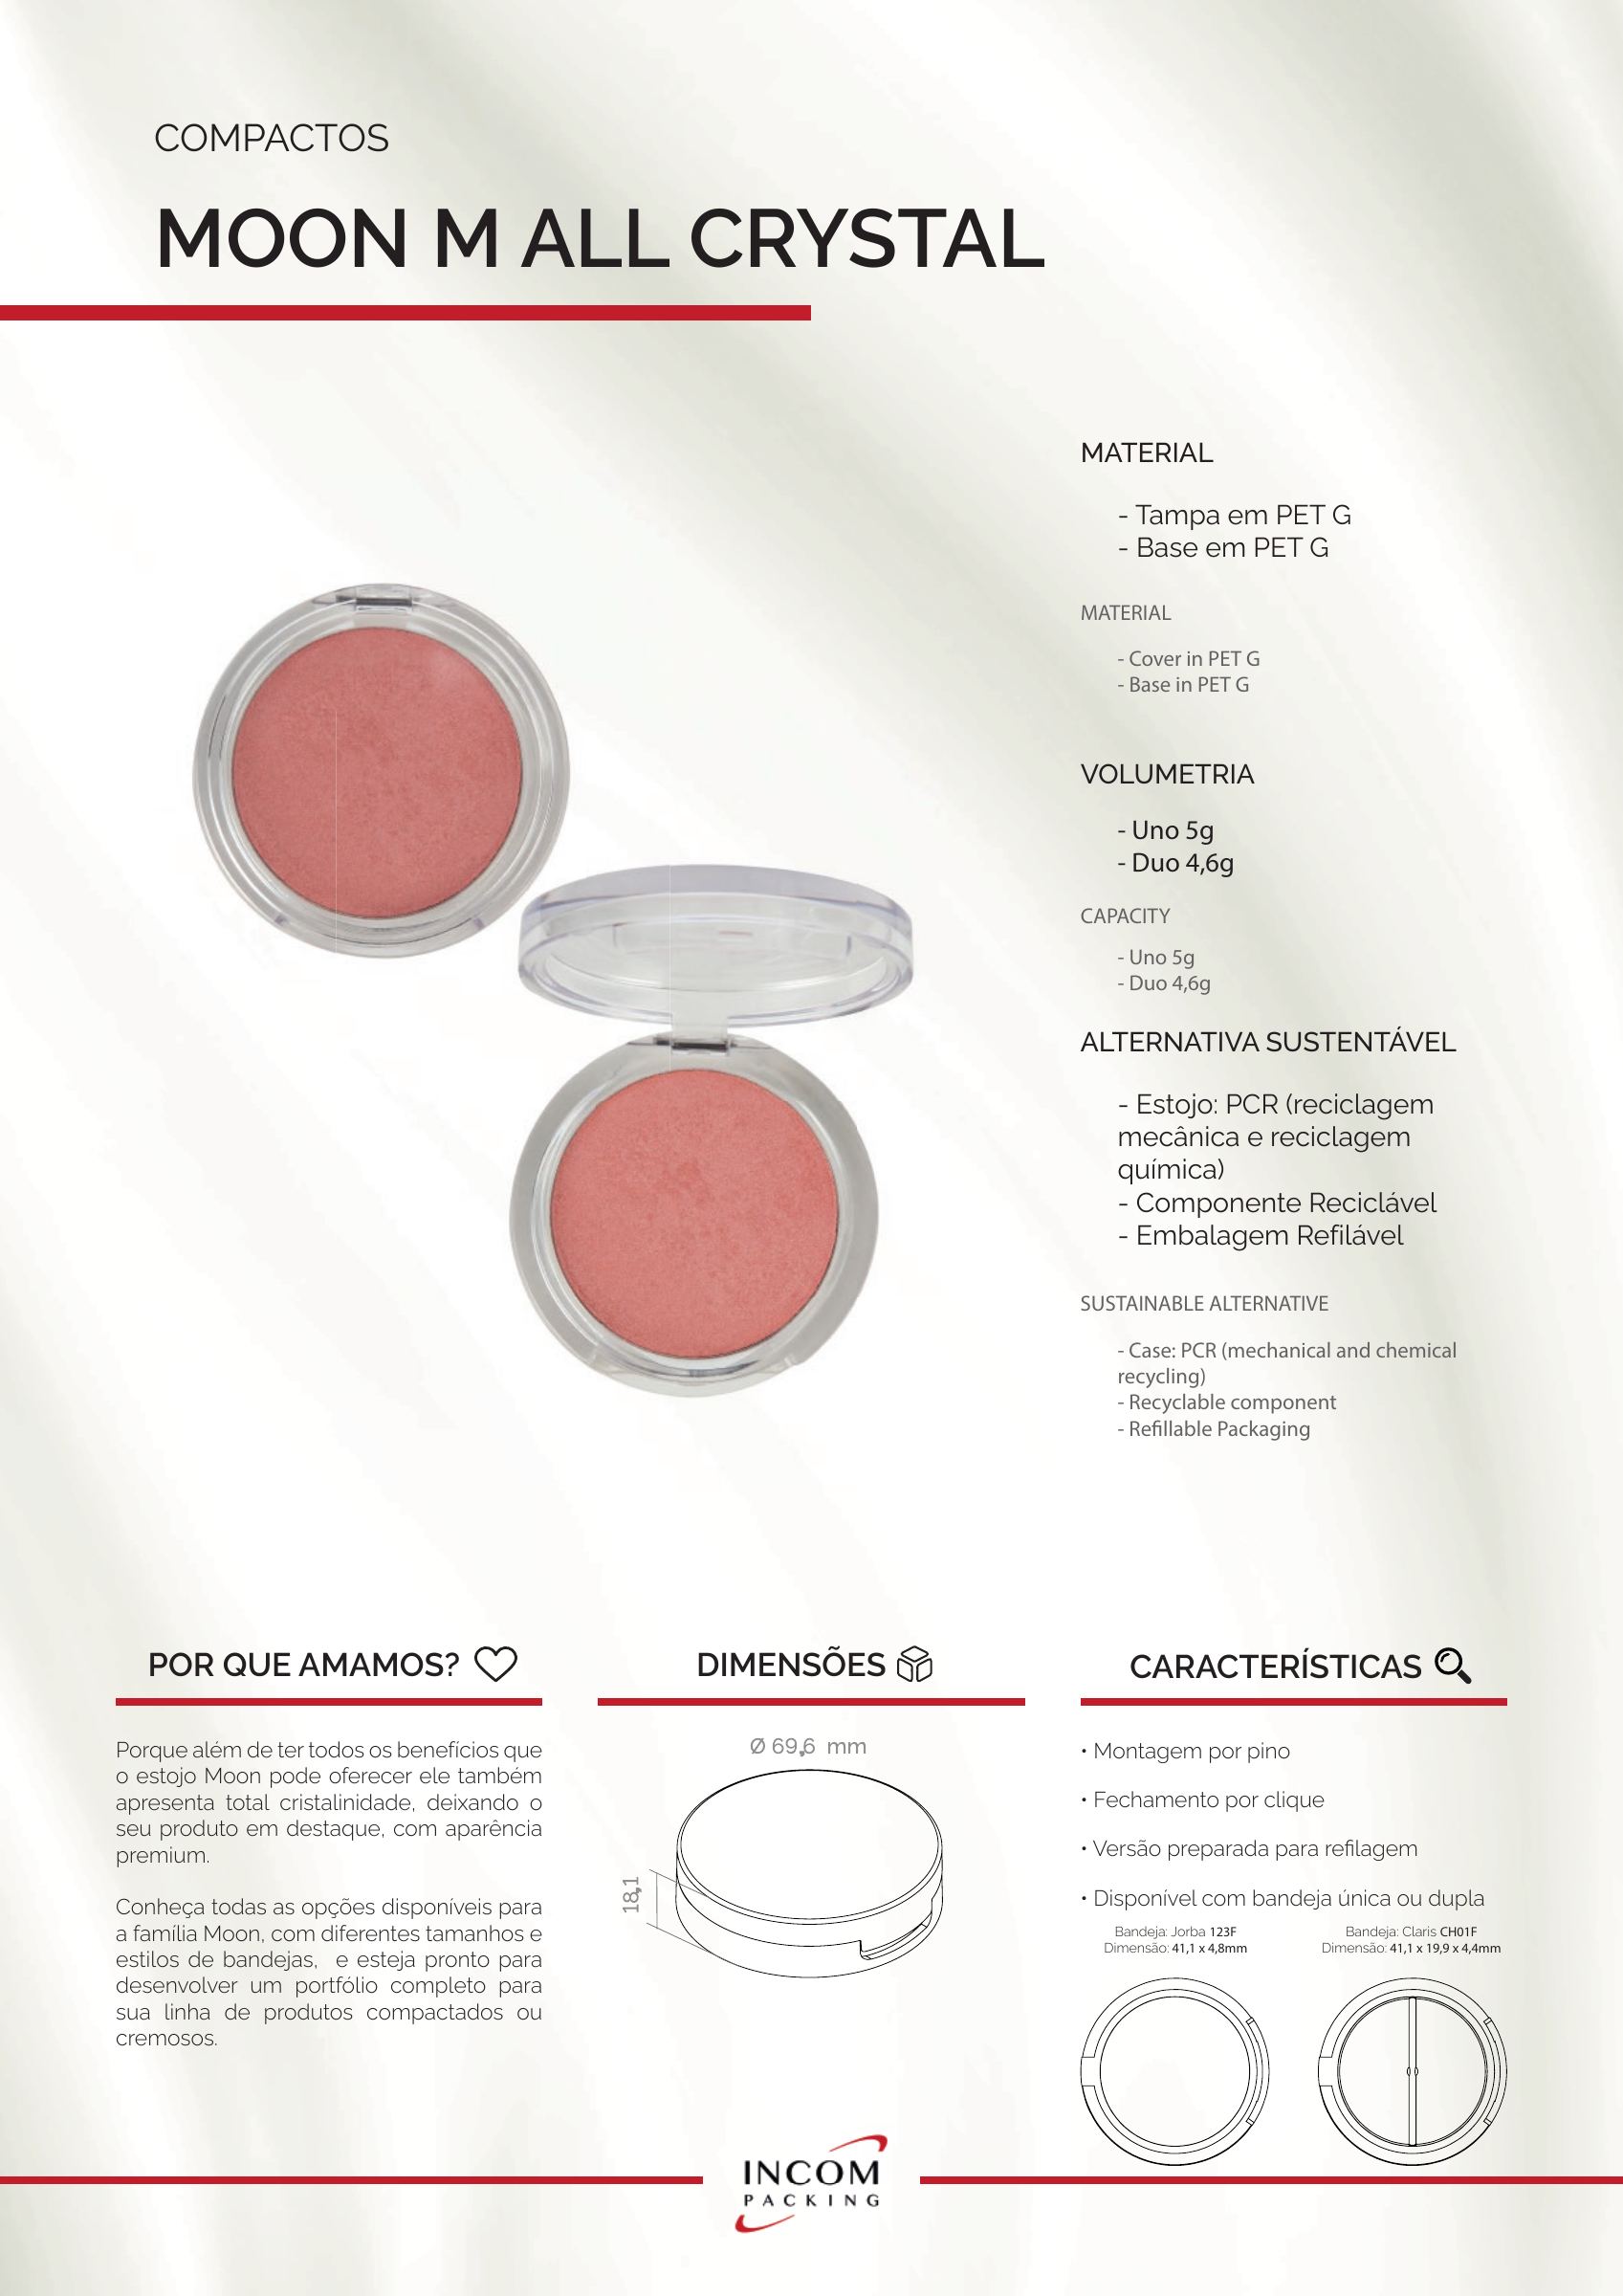 COMPACTOS
MOON M ALL CRYSTAL
MATERIAL
- Tampa em PET G
- Base em PET G
MATERIAL
- Cover in PET G
- Base in PET G
VOLUMETRIA
- Uno 5g
- Duo 4,6g
CAPACITY
- Uno 5g
- Duo 4,6g
ALTERNATIVA SUSTENTÁVEL
- Estojo: PCR (reciclagem
mecânica e reciclagem
química)
- Componente Reciclável
- Embalagem Refilável
SUSTAINABLE ALTERNATIVE
- Case: PCR (mechanical and chemical
recycling)
- Recyclable component
- Refillable Packaging
POR QUE AMAMOS?
Porque além de ter todos os benefícios que
o estojo Moon pode oferecer ele também
apresenta total cristalinidade, deixando o
seu produto em destaque, com aparência
premium.
Conheça todas as opções disponíveis para
a família Moon, com diferentes tamanhos e
estilos de bandejas, e esteja pronto para
desenvolver um portfólio completo para
sua linha de produtos compactados ou
cremosos.
DIMENSÕES
Ø 69,6 mm
18,1
CARACTERÍSTICAS
• Montagem por pino
• Fechamento por clique
• Versão preparada para refilagem
• Disponível com bandeja única ou dupla
Bandeja: Jorba 123F
Dimensão: 41,1 x 4,8mm
Bandeja: Claris CH01F
Dimensão: 41,1 x 19,9 x 4,4mm
INCOM
PACKING